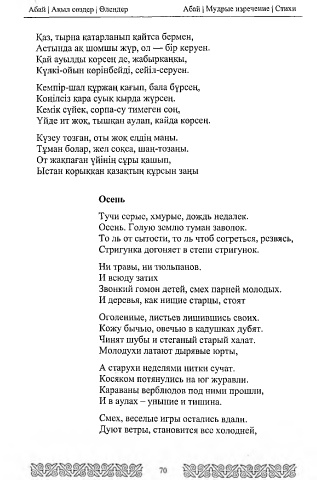 Абай | Ақыл сөздер | Өлеңдер
Абай | Мудрые изречение | Стихи
Қаз, тырна қатарланып қайтса бермен,
Астында ақ шомшы жүр, ол — бір керуен.
Қай ауылды көрсең де, жабырқаңқы,
Күлкі-ойын көрінбейді, сейіл-серуен.
Кемпір-шал құржаң қағып, бала бүрсең,
Көңілсіз қара суық қырда жүрсең.
Кемік сүйек, сорпа-су тимеген соң,
Үйде ит жоқ, тышқан аулап, қайда көрсең.
Күзеу тозған, оты жоқ елдің маңы.
Тұман болар, жел соқса, шаң-тозаңы.
От жақпаған үйінің сұры қашып,
Ыстан қорыққан қазақтың құрсын заңы
Осень
Тучи серые, хмурые, дождь недалек.
Осень. Голую землю туман заволок.
То ль от сытости, то ль чтоб согреться, резвясь,
Стригунка догоняет в степи стригунок.
Ни травы, ни тюльпанов.
И всюду затих
Звонкий гомон детей, смех парней молодых.
И деревья, как нищие старцы, стоят
Оголенные, листьев лишившись своих.
Кожу бычью, овечью в кадушках дубят.
Чинят шубы и стеганый старый халат.
Молодухи латают дырявые юрты,
А старухи неделями нитки сучат.
Косяком потянулись на юг журавли.
Караваны верблюдов под ними прошли,
И в аулах – уныние и тишина.
Смех, веселые игры остались вдали.
Дуют ветры, становится все холодней,
70